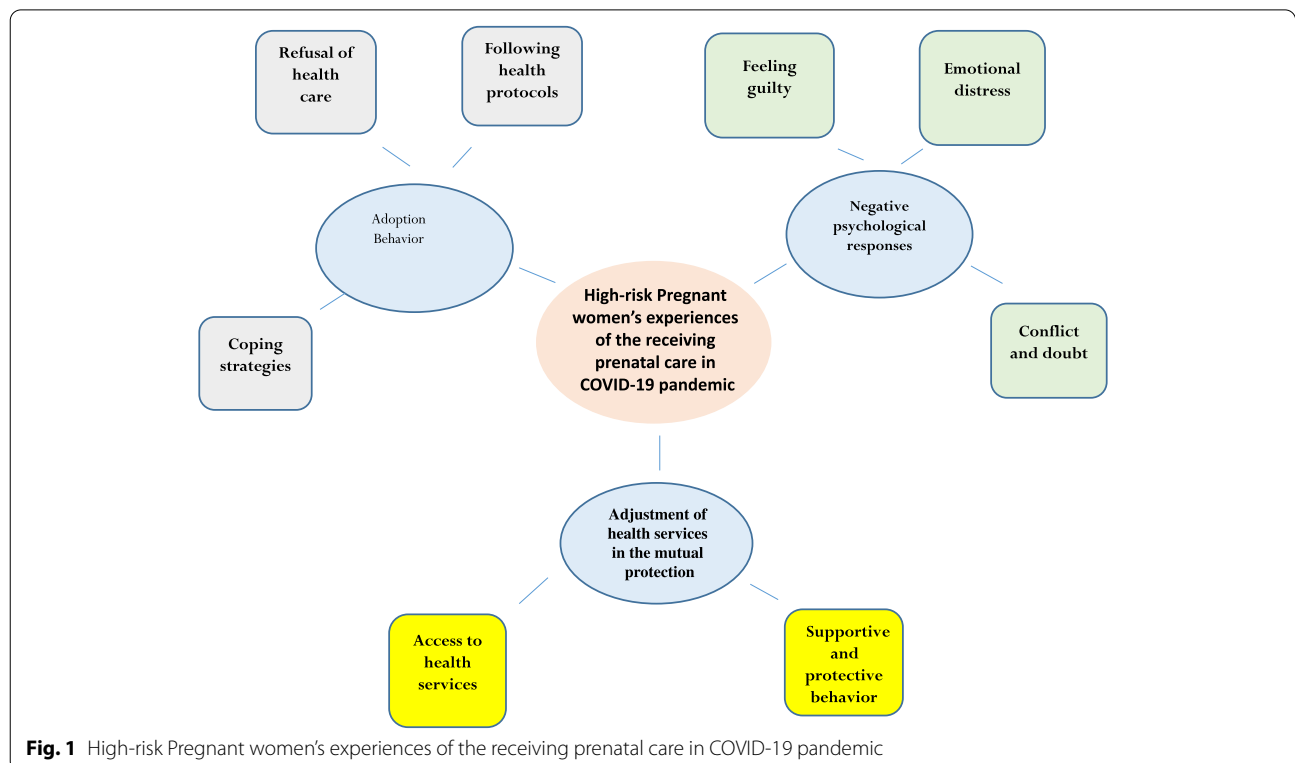 Refusal of
health
care
Following
health
protocols
Feeling
guilty
Emotional
distress
Adoption
Behavior
Negative
psychological
responses
High-risk Pregnant
women's experiences
of the receiving
prenatal care in
COVID-19 pandemic
Coping
strategies
Conflict
and doubt
Adjustment of
health services
in the mutual
protection
Access to
health
services
Supportive
and
protective
behavior
Fig. 1 High-risk Pregnant women's experiences of the receiving prenatal care in COVID-19 pandemic